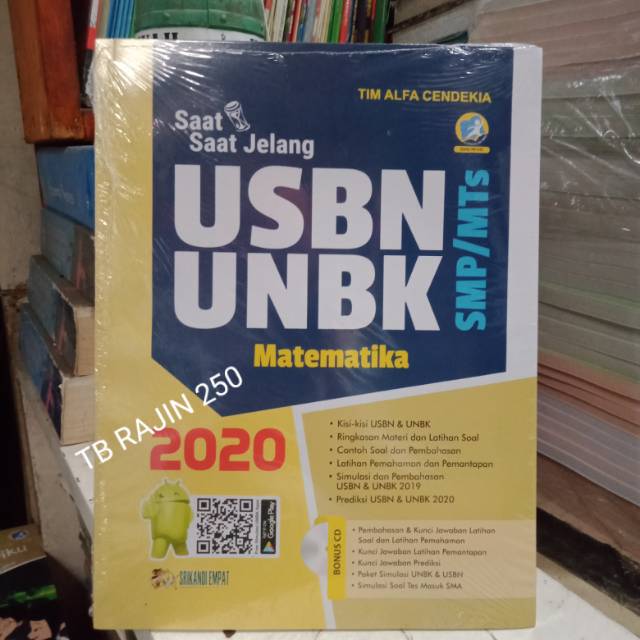 TIM ALFA CENDEKIA
Saat
Saat Jelang
USBN
UNBK
SMP/MTs
Matematika
TB RAJIN 250
2020
• Kisi-kisi USBN & UNBK
• Ringkasan Materi dan Latihan Soal
• Contoh Soal dan Pembahasan
• Latihan Pemahaman dan Pemantapan
• Simulasi dan Pembahasan
USBN & UNBK 2019
• Prediksi USBN & UNBK 2020
Google Play
BONUS CD
• Pembahasan & Kunci Jawaban Latihan
Soal dan Latihan Pemahaman
• Kunci Jawaban Latihan Pemantapan
• Kunci Jawaban Prediksi
• Paket Simulasi UNBK & USBN
• Simulasi Soal Tes Masuk SMA
SRIKANDI EMPAT